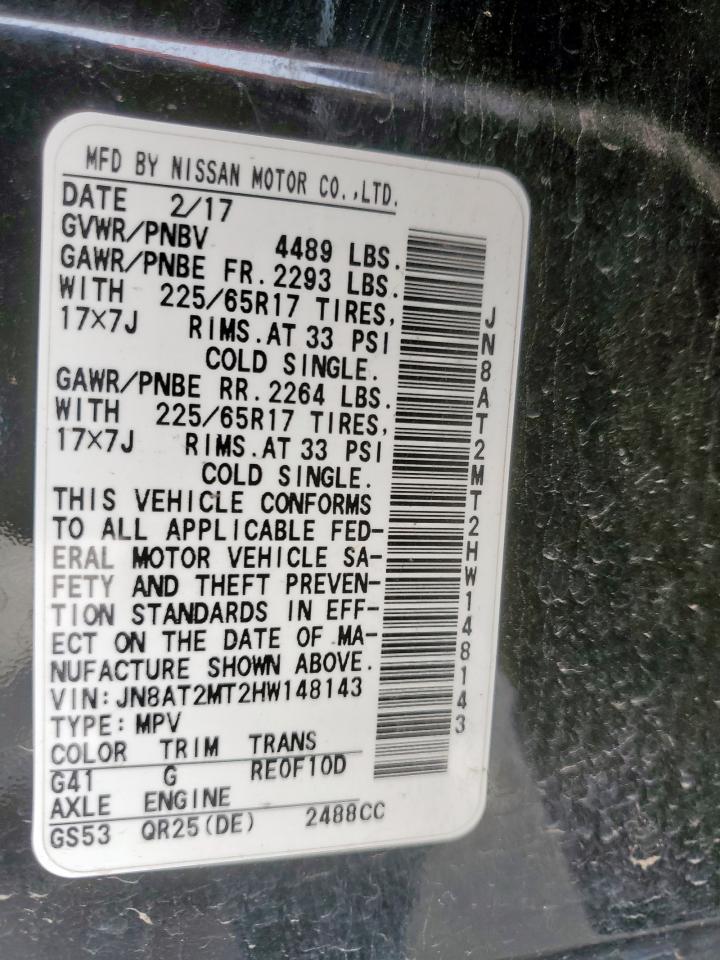 MFD BY NISSAN MOTOR CO.,LTD.
DATE 2/17
GVWR/PNBV 4489 LBS.
GAWR/PNBE FR. 2293 LBS.
WITH 225/65R17 TIRES,
17×7J RIMS. AT 33 PSI
COLD SINGLE.
GAWR/PNBE RR. 2264 LBS.
WITH 225/65R17 TIRES,
17×7J RIMS. AT 33 PSI
COLD SINGLE.
THIS VEHICLE CONFORMS
TO ALL APPLICABLE FED-
ERAL MOTOR VEHICLE SA-
FETY AND THEFT PREVEN-
TION STANDARDS IN EFF-
ECT ON THE DATE OF MA-
NUFACTURE SHOWN ABOVE.
VIN: JN8AT2MT2HW148143
TYPE: MPV
COLOR TRIM TRANS
G41 G RE0F10D
AXLE ENGINE
GS53 QR25(DE) 2488CC
JN8AT2MT2HW148143